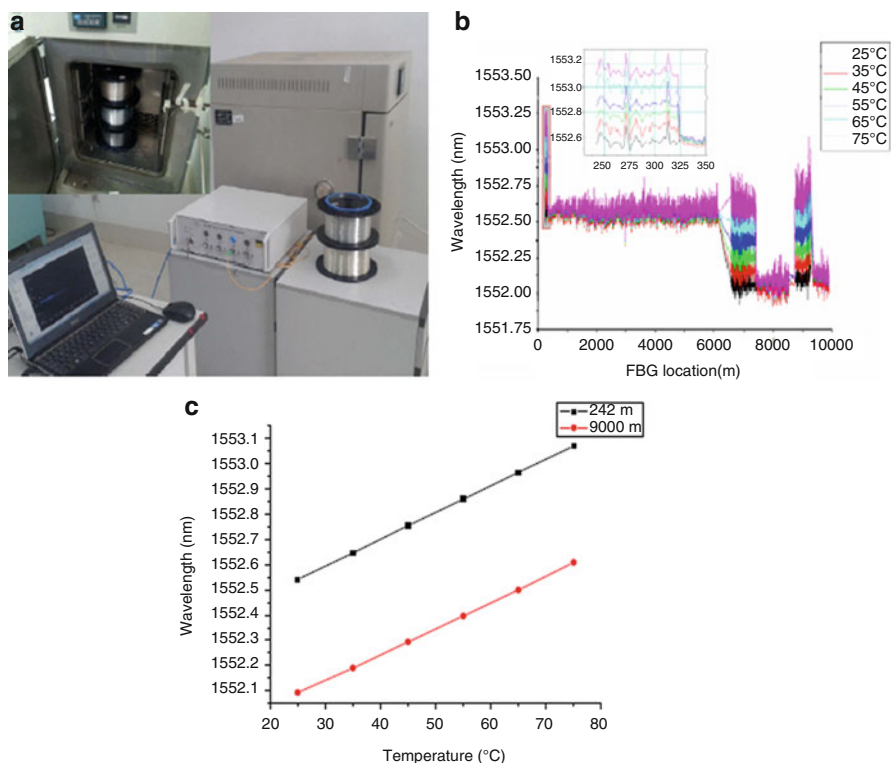 a
b
1553.50
1553.25
1553.00
1552.75
1552.50
1552.25
1552.00
1551.75
Wavelength (nm)
0 2000 4000 6000 8000 10000
FBG location(m)
1553.2
1553.0
1552.8
1552.6
250 275 300 325 350
25°C
35°C
45°C
55°C
65°C
75°C
c
242 m
9000 m
1553.1
1553.0
1552.9
1552.8
1552.7
1552.6
1552.5
1552.4
1552.3
1552.2
1552.1
Wavelength (nm)
20 30 40 50 60 70 80
Temperature (°C)